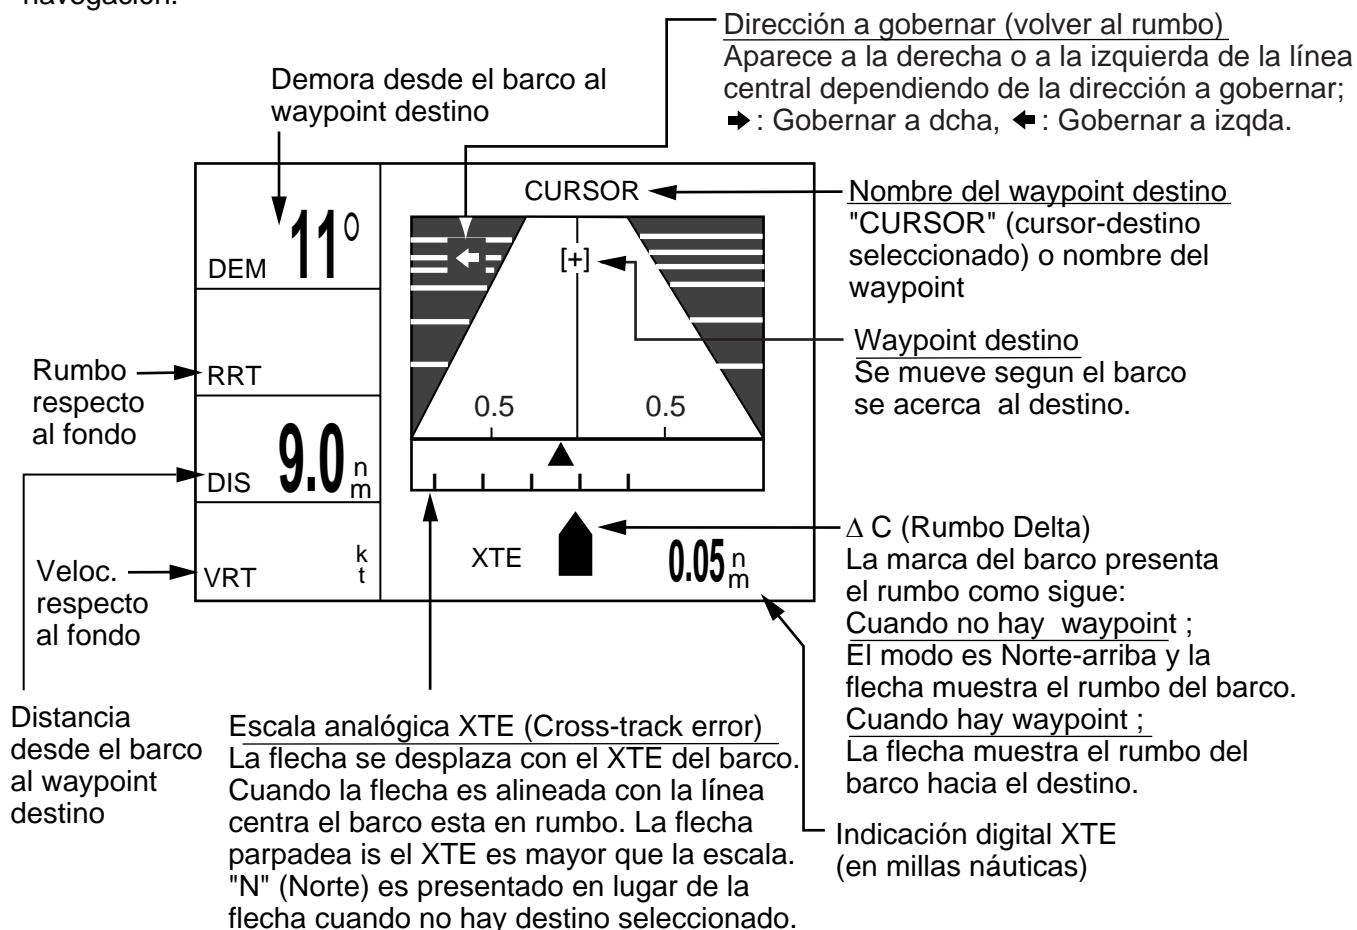 navegación.
Dirección a gobernar (volver al rumbo)
Aparece a la derecha o a la izquierda de la línea
central dependiendo de la dirección a gobernar;
➡ : Gobernar a dcha, ⬅ : Gobernar a izqda.
Demora desde el barco al
waypoint destino
CURSOR
DEM 11°
[+]
Nombre del waypoint destino
"CURSOR" (cursor-destino
seleccionado) o nombre del
waypoint
Waypoint destino
Se mueve segun el barco
se acerca al destino.
Rumbo
respecto
al fondo
RRT
0.5 0.5
DIS 9.0 nm
XTE 0.05 nm
VRT kt
Veloc.
respecto
al fondo
Δ C (Rumbo Delta)
La marca del barco presenta
el rumbo como sigue:
Cuando no hay waypoint ;
El modo es Norte-arriba y la
flecha muestra el rumbo del barco.
Cuando hay waypoint ;
La flecha muestra el rumbo del
barco hacia el destino.
Distancia
desde el barco
al waypoint
destino
Escala analógica XTE (Cross-track error)
La flecha se desplaza con el XTE del barco.
Cuando la flecha es alineada con la línea
centra el barco esta en rumbo. La flecha
parpadea is el XTE es mayor que la escala.
"N" (Norte) es presentado en lugar de la
flecha cuando no hay destino seleccionado.
Indicación digital XTE
(en millas náuticas)